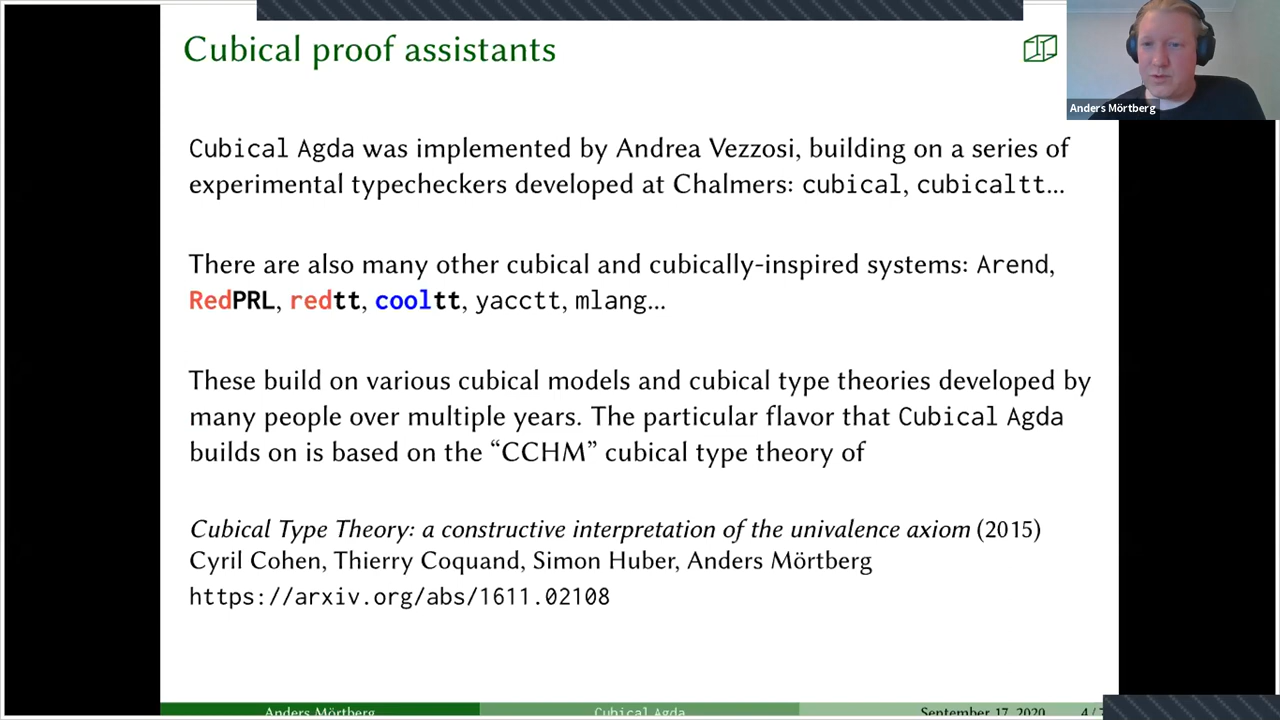 Cubical proof assistants
Anders Mörtberg
Cubical Agda was implemented by Andrea Vezzosi, building on a series of
experimental typecheckers developed at Chalmers: cubical, cubicaltt...
There are also many other cubical and cubically-inspired systems: Arend,
RedPRL, redtt, cooltt, yacctt, mlang...
These build on various cubical models and cubical type theories developed by
many people over multiple years. The particular flavor that Cubical Agda
builds on is based on the “CCHM” cubical type theory of
Cubical Type Theory: a constructive interpretation of the univalence axiom (2015)
Cyril Cohen, Thierry Coquand, Simon Huber, Anders Mörtberg
https://arxiv.org/abs/1611.02108
Anders Mörtberg Cubical Agda September 17, 2020 4 /